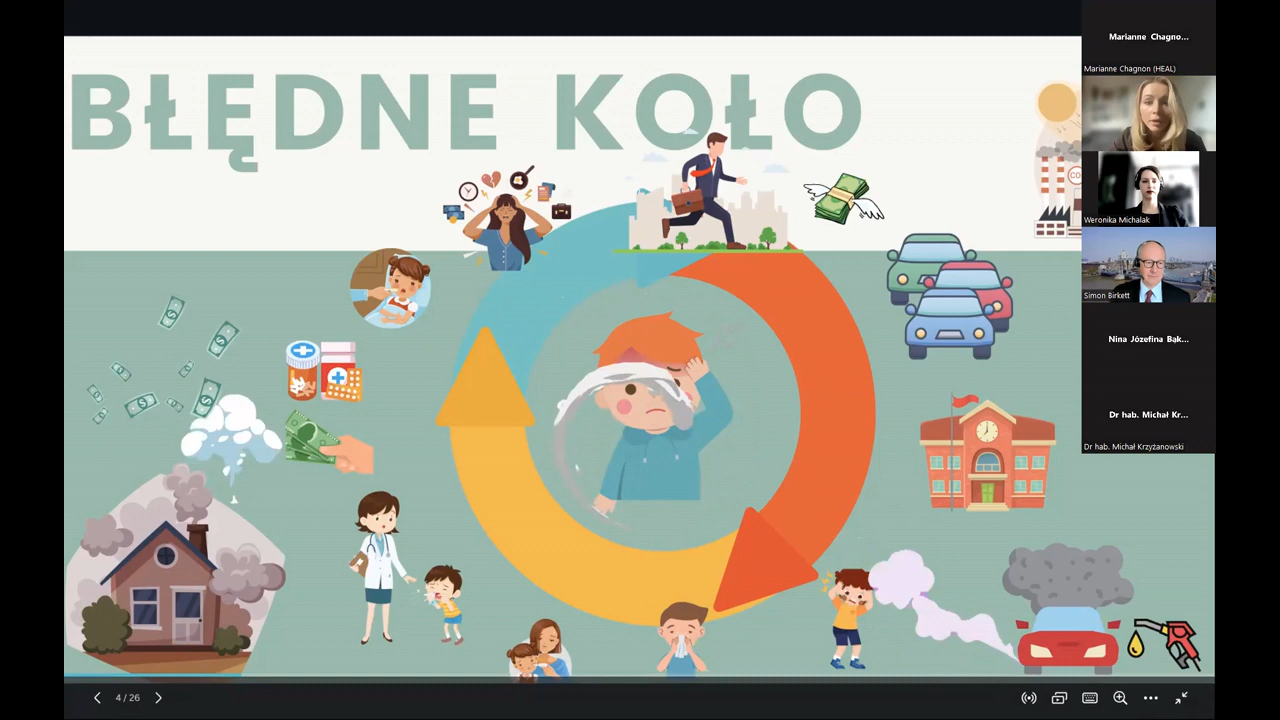 BŁĘDNE KOŁO
Marianne Chagno...
Marianne Chagnon (HEAL)
Weronika Michalak
Simon Birkett
Nina Józefina Bąk...
Dr hab. Michał Kr...
Dr hab. Michał Krzyżanowski
4 / 26